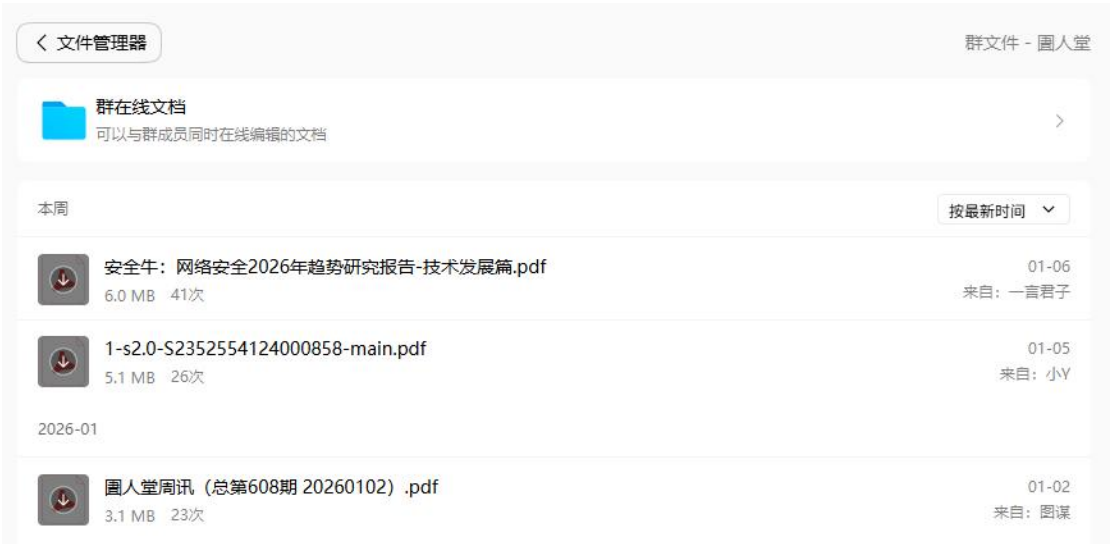 文件管理器
群文件 - 圕人堂
群在线文档
可以与群成员同时在线编辑的文档
本周
按最新时间
安全牛：网络安全2026年趋势研究报告-技术发展篇.pdf
01-06
6.0 MB 41次
来自：一言君子
1-s2.0-S2352554124000858-main.pdf
01-05
5.1 MB 26次
来自：小Y
2026-01
圕人堂周讯（总第608期 20260102）.pdf
01-02
3.1 MB 23次
来自：图谋